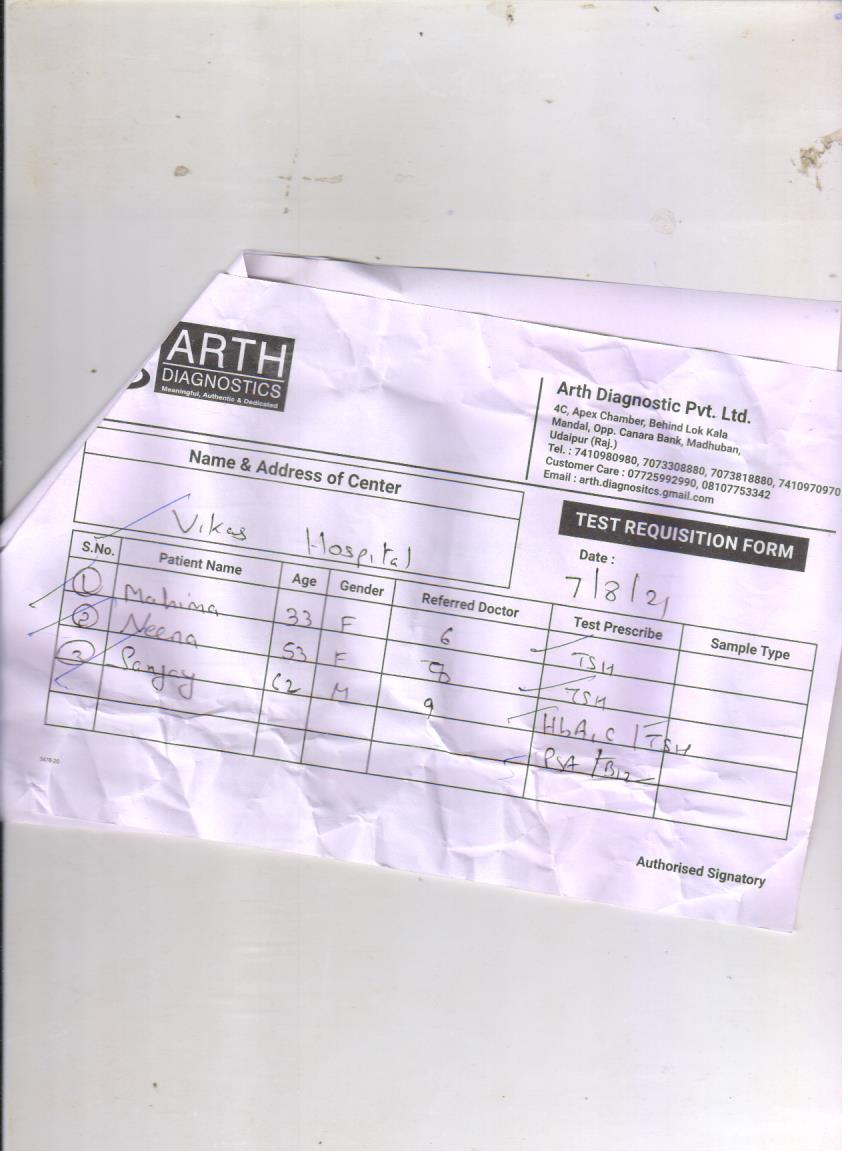 ARTH
DIAGNOSTICS
Meaningful, Authentic & Dedicated
Arth Diagnostic Pvt. Ltd.
4C, Apex Chamber, Behind Lok Kala
Mandal, Opp. Canara Bank, Madhuban,
Udaipur (Raj.)
Tel. : 7410980980, 7073308880, 7073818880, 7410970970
Customer Care : 07725992990, 08107753342
Email : arth.diagnositcs.gmail.com
Name & Address of Center
Vikas Hospital
TEST REQUISITION FORM
Date :
7/8/21
S.No. Patient Name Age Gender Referred Doctor Test Prescribe Sample Type
1 Mahima 33 F 6 TSH
2 Neena 53 F 8 TSH
3 Sanjay 62 M 9 HbA1C / TSH
PSA / B12
5478-20
Authorised Signatory